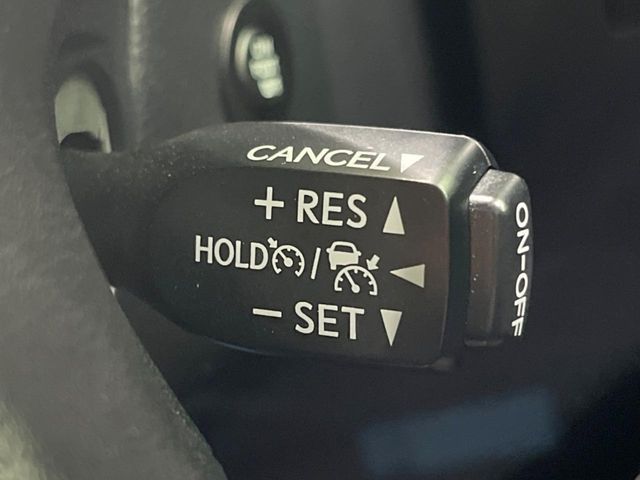 CANCEL▼
+ RES ▲
HOLD / ◀
− SET ▼
ON-OFF